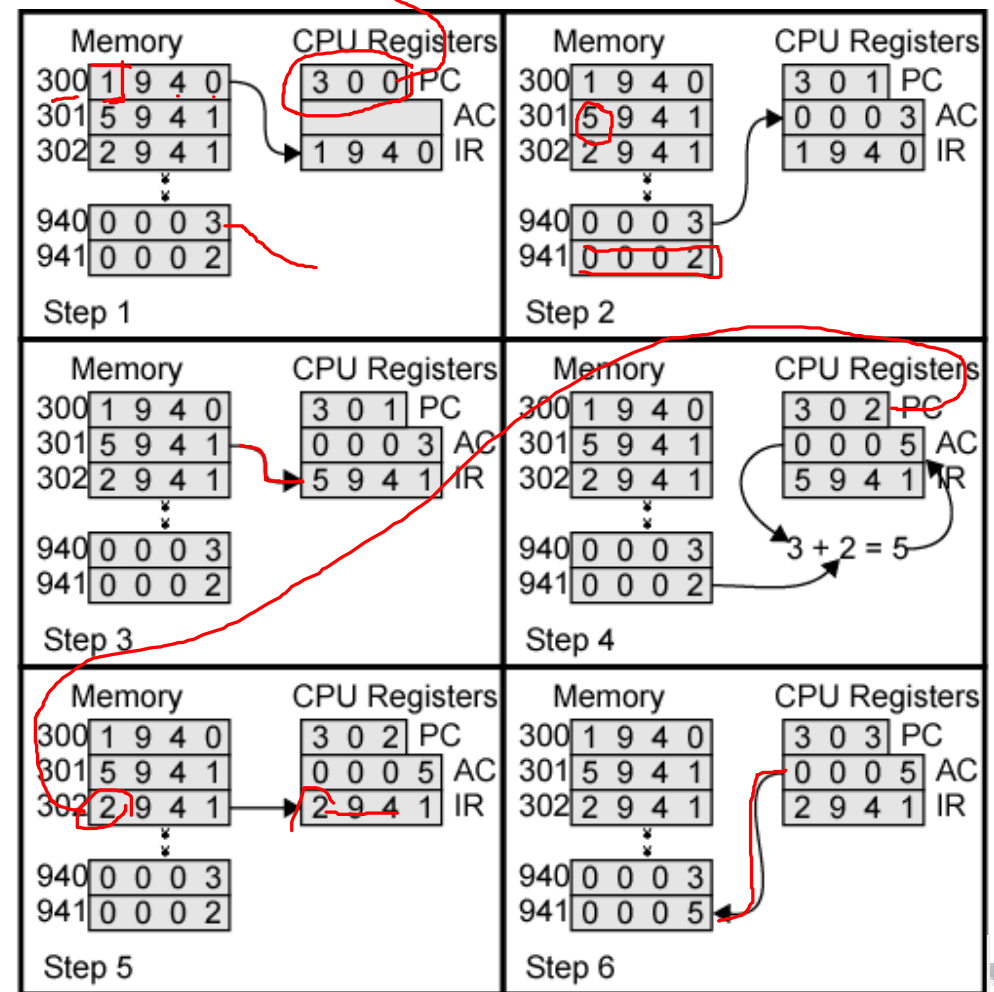 Memory CPU Registers
300 1 9 4 0 3 0 0 PC
301 5 9 4 1 AC
302 2 9 4 1 1 9 4 0 IR
940 0 0 0 3
941 0 0 0 2
Step 1
Memory CPU Registers
300 1 9 4 0 3 0 1 PC
301 5 9 4 1 0 0 0 3 AC
302 2 9 4 1 1 9 4 0 IR
940 0 0 0 3
941 0 0 0 2
Step 2
Memory CPU Registers
300 1 9 4 0 3 0 1 PC
301 5 9 4 1 0 0 0 3 AC
302 2 9 4 1 5 9 4 1 IR
940 0 0 0 3
941 0 0 0 2
Step 3
Memory CPU Registers
300 1 9 4 0 3 0 2 PC
301 5 9 4 1 0 0 0 5 AC
302 2 9 4 1 5 9 4 1 IR
940 0 0 0 3 3 + 2 = 5
941 0 0 0 2
Step 4
Memory CPU Registers
300 1 9 4 0 3 0 2 PC
301 5 9 4 1 0 0 0 5 AC
302 2 9 4 1 2 9 4 1 IR
940 0 0 0 3
941 0 0 0 2
Step 5
Memory CPU Registers
300 1 9 4 0 3 0 3 PC
301 5 9 4 1 0 0 0 5 AC
302 2 9 4 1 2 9 4 1 IR
940 0 0 0 3
941 0 0 0 5
Step 6